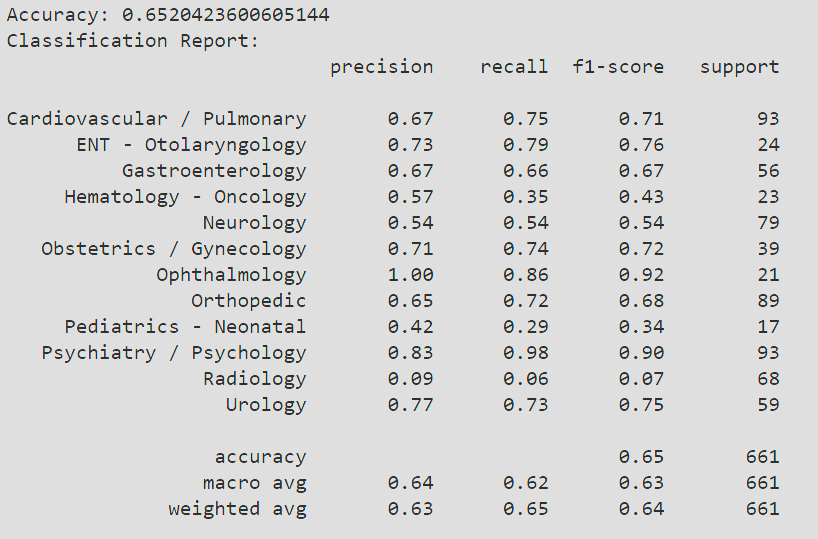 Accuracy: 0.6520423600605144
Classification Report:
precision recall f1-score support
Cardiovascular / Pulmonary 0.67 0.75 0.71 93
ENT - Otolaryngology 0.73 0.79 0.76 24
Gastroenterology 0.67 0.66 0.67 56
Hematology - Oncology 0.57 0.35 0.43 23
Neurology 0.54 0.54 0.54 79
Obstetrics / Gynecology 0.71 0.74 0.72 39
Ophthalmology 1.00 0.86 0.92 21
Orthopedic 0.65 0.72 0.68 89
Pediatrics - Neonatal 0.42 0.29 0.34 17
Psychiatry / Psychology 0.83 0.98 0.90 93
Radiology 0.09 0.06 0.07 68
Urology 0.77 0.73 0.75 59
accuracy 0.65 661
macro avg 0.64 0.62 0.63 661
weighted avg 0.63 0.65 0.64 661